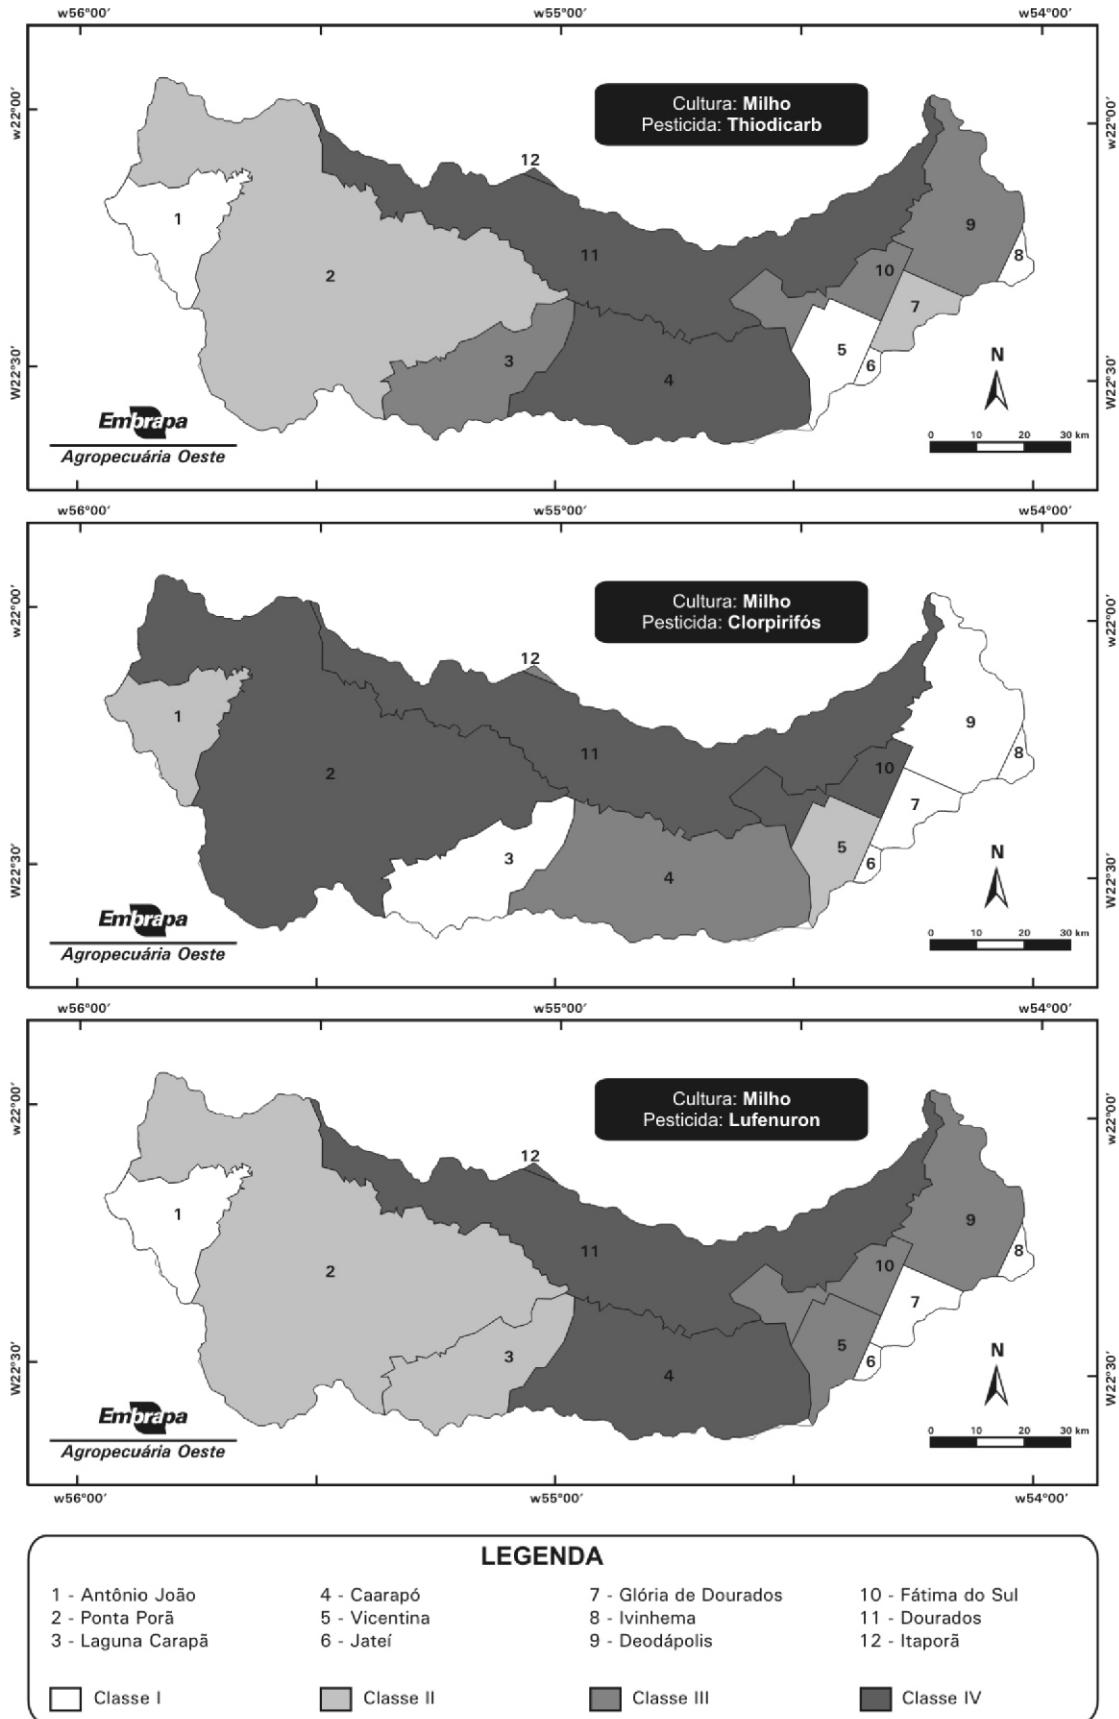 w56°00′ w55°00′ w54°00′
w22°00′ w22°00′
Cultura: Milho
Pesticida: Thiodicarb
12
1
9
11
8
10
2
7
5
3
6
4
w22°30′ w22°30′
N
Embrapa
0 10 20 30 km
Agropecuária Oeste
w56°00′ w55°00′ w54°00′
w22°00′ w22°00′
Cultura: Milho
Pesticida: Clorpirifós
12
1
9
11
8
10
2
7
5
3
6
4
w22°30′ w22°30′
N
Embrapa
0 10 20 30 km
Agropecuária Oeste
w56°00′ w55°00′ w54°00′
w22°00′ w22°00′
Cultura: Milho
Pesticida: Lufenuron
12
1
9
11
8
10
2
7
5
3
6
4
w22°30′ w22°30′
N
Embrapa
0 10 20 30 km
Agropecuária Oeste
w56°00′ w55°00′ w54°00′
LEGENDA
1 - Antônio João 4 - Caarapó 7 - Glória de Dourados 10 - Fátima do Sul
2 - Ponta Porã 5 - Vicentina 8 - Ivinhema 11 - Dourados
3 - Laguna Carapã 6 - Jateí 9 - Deodápolis 12 - Itaporã
Classe I Classe II Classe III Classe IV